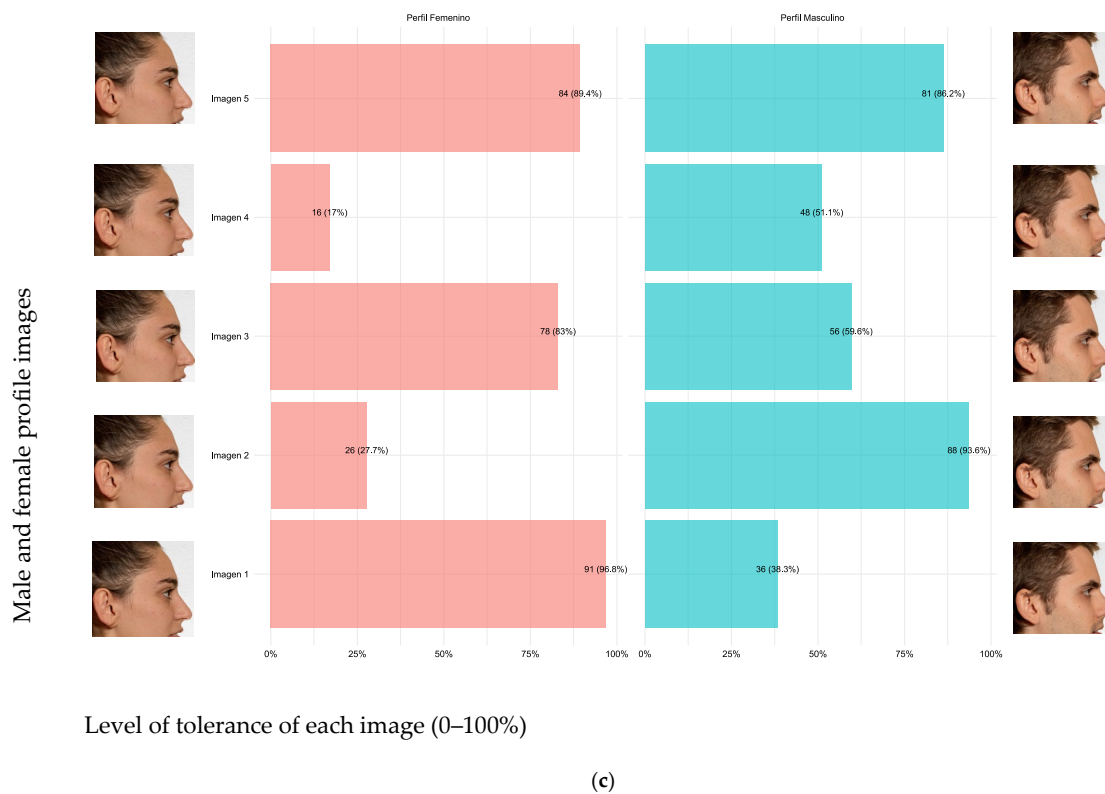 Perfil Femenino
Perfil Masculino
Male and female profile images
Imagen 5
84 (89.4%)
81 (86.2%)
Imagen 4
16 (17%)
48 (51.1%)
Imagen 3
78 (83%)
56 (59.6%)
Imagen 2
26 (27.7%)
88 (93.6%)
Imagen 1
91 (96.8%)
36 (38.3%)
0% 25% 50% 75% 100%
0% 25% 50% 75% 100%
Level of tolerance of each image (0–100%)
(c)